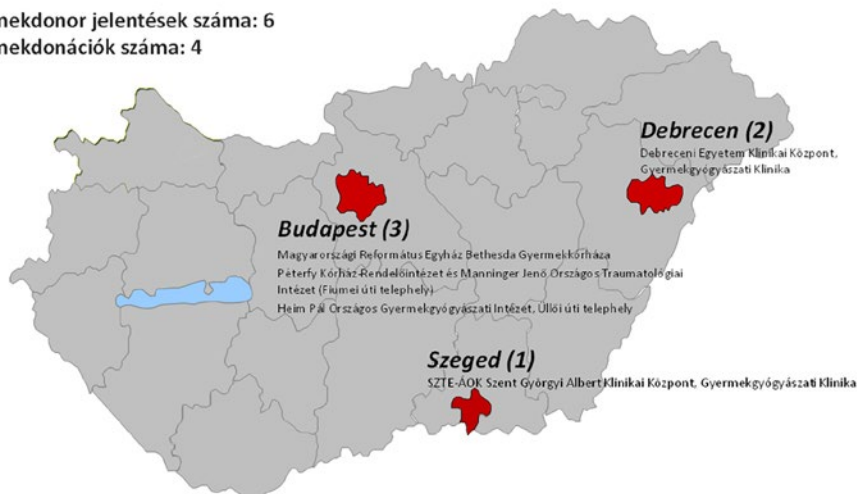 nekdonor jelentések száma: 6
nekdonációk száma: 4
Debrecen (2)
Debreceni Egyetem Klinikai Központ,
Gyermekgyógyászati Klinika
Budapest (3)
Magyarországi Református Egyház Bethesda Gyermekkórháza
Péterfy Kórház-Rendelőintézet és Manninger Jenő Országos Traumatológiai
Intézet (Fiumei úti telephely)
Heim Pál Országos Gyermekgyógyászati Intézet, Üllői úti telephely
Szeged (1)
SZTE-ÁOK Szent Györgyi Albert Klinikai Központ, Gyermekgyógyászati Klinika